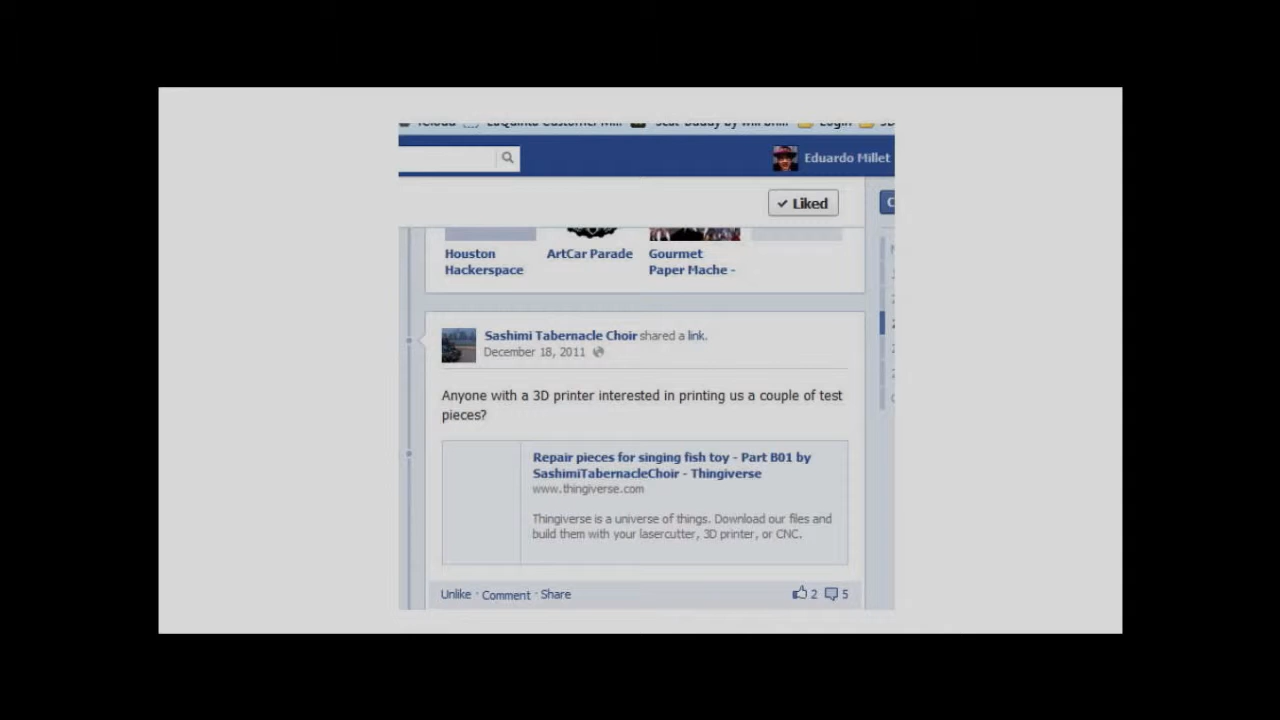 Eduardo Millet
Liked
Houston
Hackerspace
ArtCar Parade
Gourmet
Paper Mache -
Sashimi Tabernacle Choir shared a link.
December 18, 2011
Anyone with a 3D printer interested in printing us a couple of test
pieces?
Repair pieces for singing fish toy - Part B01 by
SashimiTabernacleChoir - Thingiverse
www.thingiverse.com
Thingiverse is a universe of things. Download our files and
build them with your lasercutter, 3D printer, or CNC.
Unlike · Comment · Share 2 5